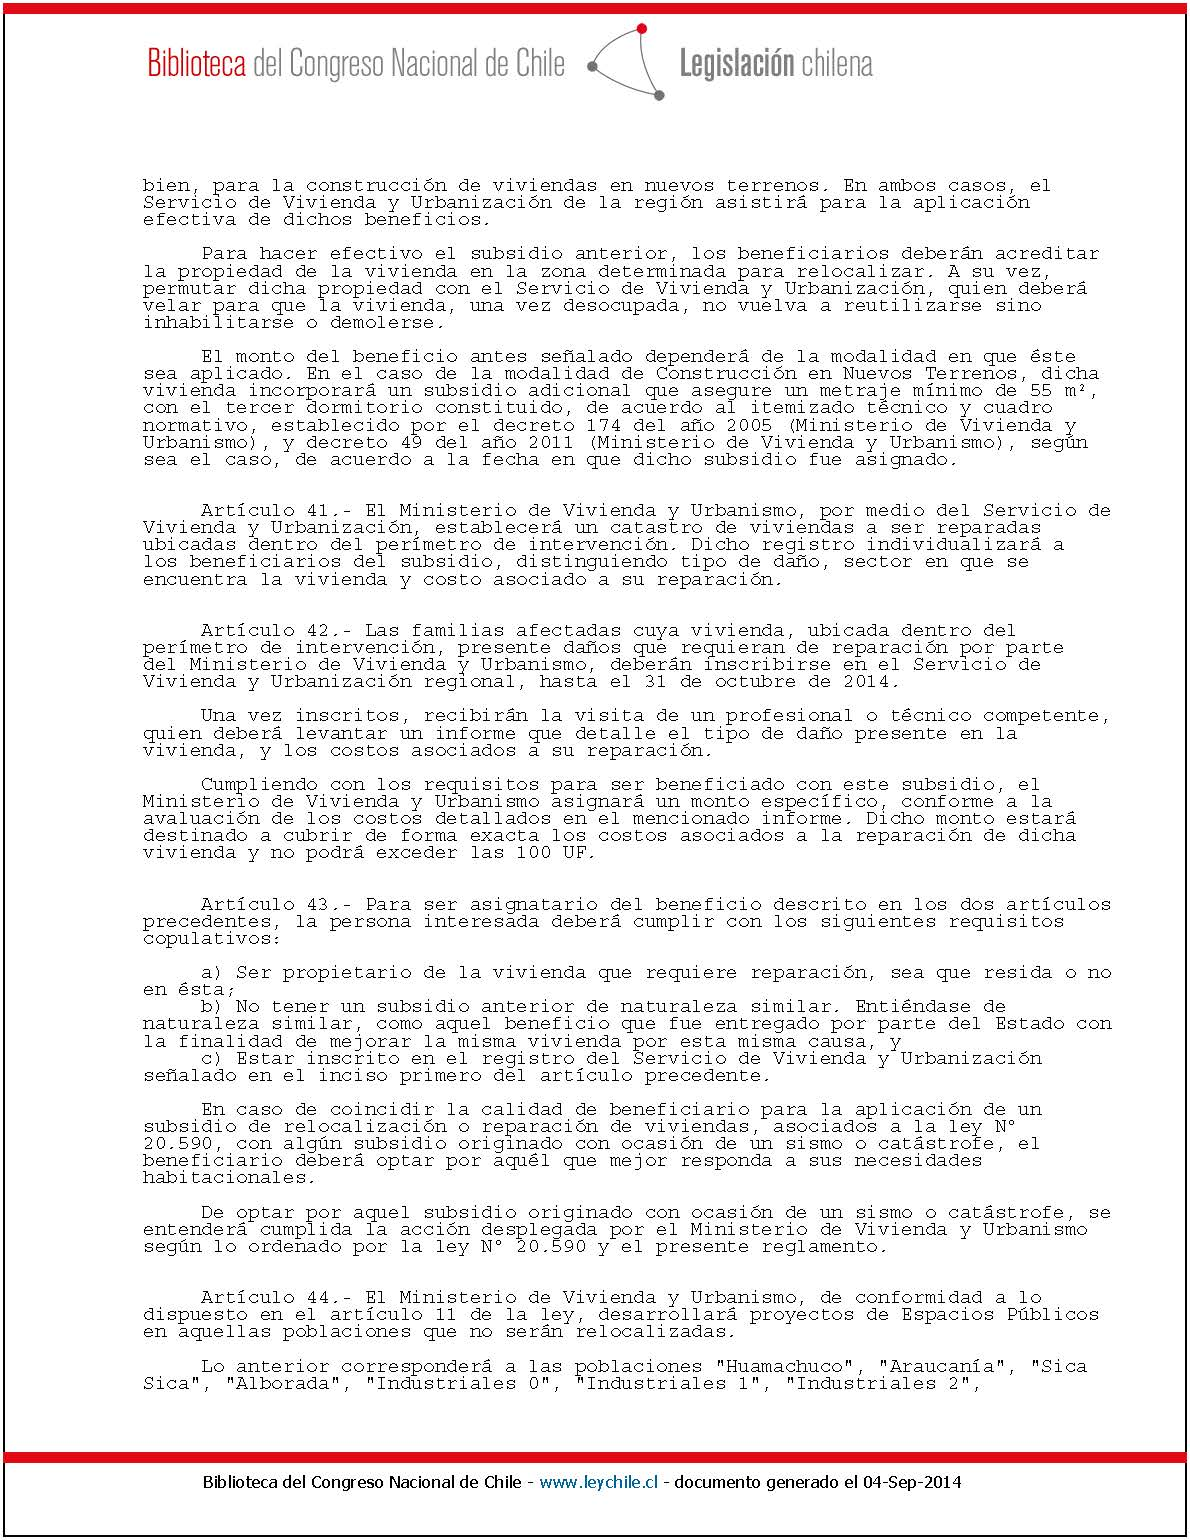 Biblioteca del Congreso Nacional de Chile Legislación chilena
bien, para la construcción de viviendas en nuevos terrenos. En ambos casos, el
Servicio de Vivienda y Urbanización de la región asistirá para la aplicación
efectiva de dichos beneficios.
Para hacer efectivo el subsidio anterior, los beneficiarios deberán acreditar
la propiedad de la vivienda en la zona determinada para relocalizar. A su vez,
permutar dicha propiedad con el Servicio de Vivienda y Urbanización, quien deberá
velar para que la vivienda, una vez desocupada, no vuelva a reutilizarse sino
inhabilitarse o demolerse.
El monto del beneficio antes señalado dependerá de la modalidad en que éste
sea aplicado. En el caso de la modalidad de Construcción en Nuevos Terrenos, dicha
vivienda incorporará un subsidio adicional que asegure un metraje mínimo de 55 m²,
con el tercer dormitorio constituido, de acuerdo al itemizado técnico y cuadro
normativo, establecido por el decreto 174 del año 2005 (Ministerio de Vivienda y
Urbanismo), y decreto 49 del año 2011 (Ministerio de Vivienda y Urbanismo), según
sea el caso, de acuerdo a la fecha en que dicho subsidio fue asignado.
Artículo 41.- El Ministerio de Vivienda y Urbanismo, por medio del Servicio de
Vivienda y Urbanización, establecerá un catastro de viviendas a ser reparadas
ubicadas dentro del perímetro de intervención. Dicho registro individualizará a
los beneficiarios del subsidio, distinguiendo tipo de daño, sector en que se
encuentra la vivienda y costo asociado a su reparación.
Artículo 42.- Las familias afectadas cuya vivienda, ubicada dentro del
perímetro de intervención, presente daños que requieran de reparación por parte
del Ministerio de Vivienda y Urbanismo, deberán inscribirse en el Servicio de
Vivienda y Urbanización regional, hasta el 31 de octubre de 2014.
Una vez inscritos, recibirán la visita de un profesional o técnico competente,
quien deberá levantar un informe que detalle el tipo de daño presente en la
vivienda, y los costos asociados a su reparación.
Cumpliendo con los requisitos para ser beneficiado con este subsidio, el
Ministerio de Vivienda y Urbanismo asignará un monto específico, conforme a la
avaluación de los costos detallados en el mencionado informe. Dicho monto estará
destinado a cubrir de forma exacta los costos asociados a la reparación de dicha
vivienda y no podrá exceder las 100 UF.
Artículo 43.- Para ser asignatario del beneficio descrito en los dos artículos
precedentes, la persona interesada deberá cumplir con los siguientes requisitos
copulativos:
a) Ser propietario de la vivienda que requiere reparación, sea que resida o no
en ésta;
b) No tener un subsidio anterior de naturaleza similar. Entiéndase de
naturaleza similar, como aquel beneficio que fue entregado por parte del Estado con
la finalidad de mejorar la misma vivienda por esta misma causa, y
c) Estar inscrito en el registro del Servicio de Vivienda y Urbanización
señalado en el inciso primero del artículo precedente.
En caso de coincidir la calidad de beneficiario para la aplicación de un
subsidio de relocalización o reparación de viviendas, asociados a la ley Nº
20.590, con algún subsidio originado con ocasión de un sismo o catástrofe, el
beneficiario deberá optar por aquél que mejor responda a sus necesidades
habitacionales.
De optar por aquel subsidio originado con ocasión de un sismo o catástrofe, se
entenderá cumplida la acción desplegada por el Ministerio de Vivienda y Urbanismo
según lo ordenado por la ley Nº 20.590 y el presente reglamento.
Artículo 44.- El Ministerio de Vivienda y Urbanismo, de conformidad a lo
dispuesto en el artículo 11 de la ley, desarrollará proyectos de Espacios Públicos
en aquellas poblaciones que no serán relocalizadas.
Lo anterior corresponderá a las poblaciones "Huamachuco", "Araucanía", "Sica
Sica", "Alborada", "Industriales 0", "Industriales 1", "Industriales 2",
Biblioteca del Congreso Nacional de Chile - www.leychile.cl - documento generado el 04-Sep-2014